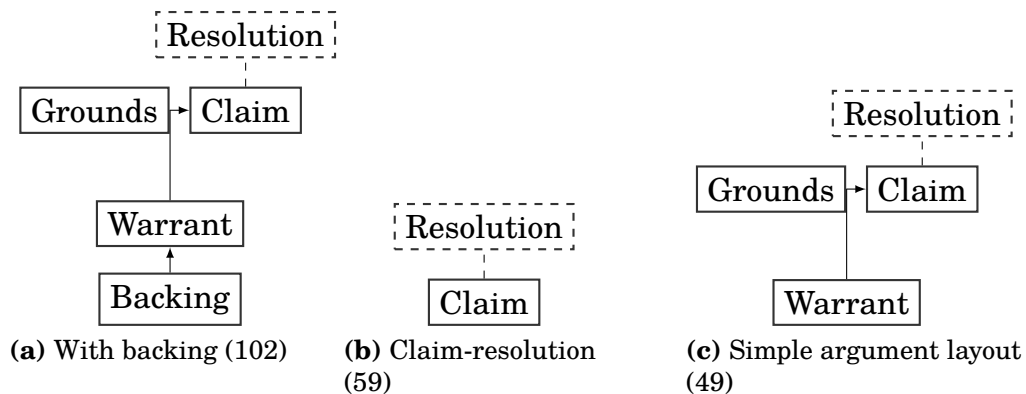 Resolution
Grounds
Claim
Warrant
Backing
(a) With backing (102)
Resolution
Claim
(b) Claim-resolution
(59)
Resolution
Grounds
Claim
Warrant
(c) Simple argument layout
(49)